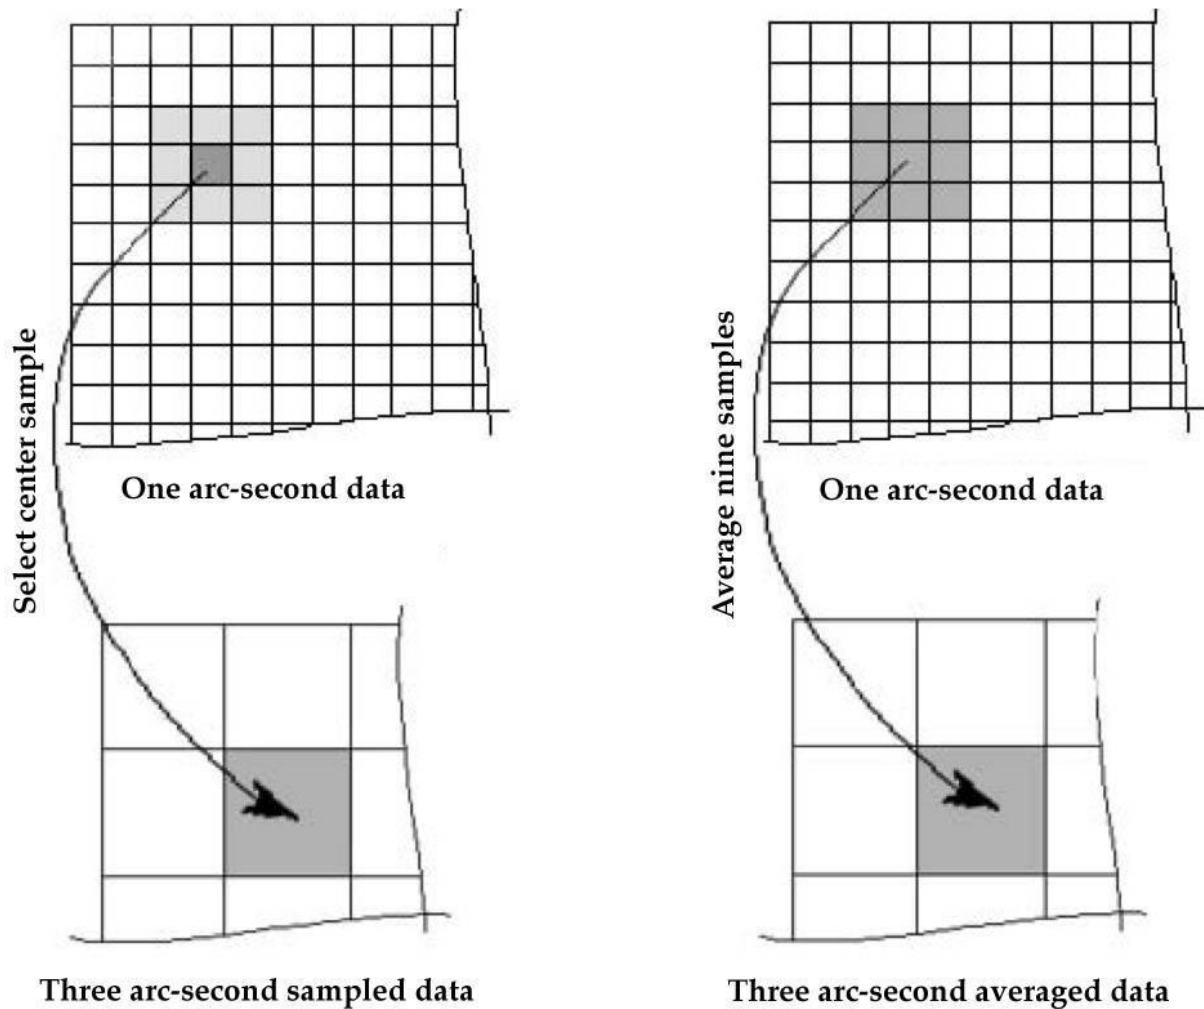 Select center sample
One arc-second data
Three arc-second sampled data
Average nine samples
One arc-second data
Three arc-second averaged data